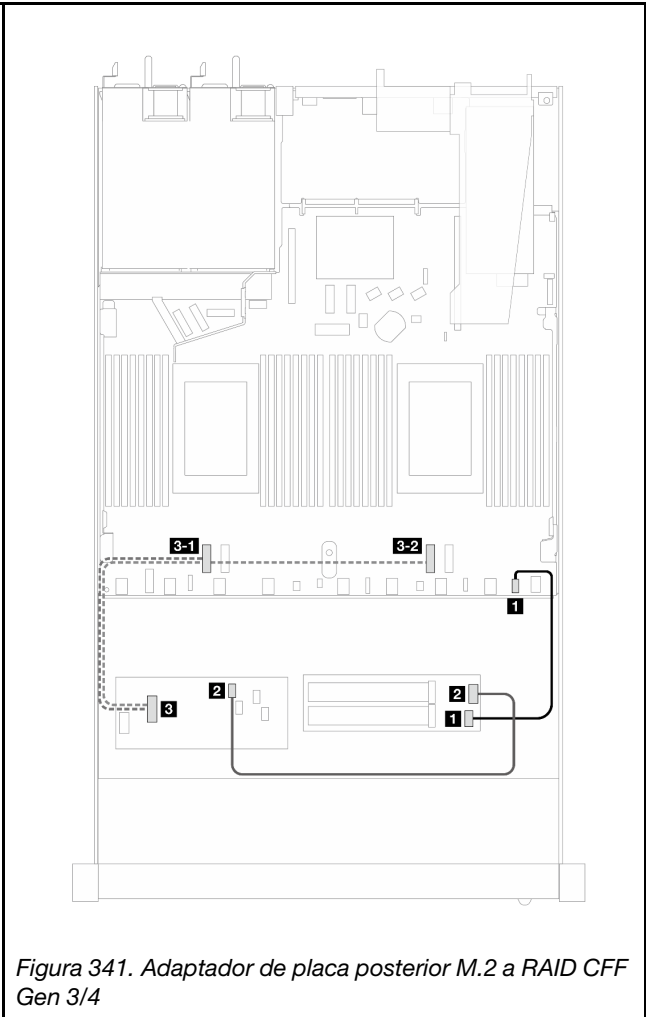 3-1 3-2
1
2 2
3 1
Figura 341. Adaptador de placa posterior M.2 a RAID CFF
Gen 3/4